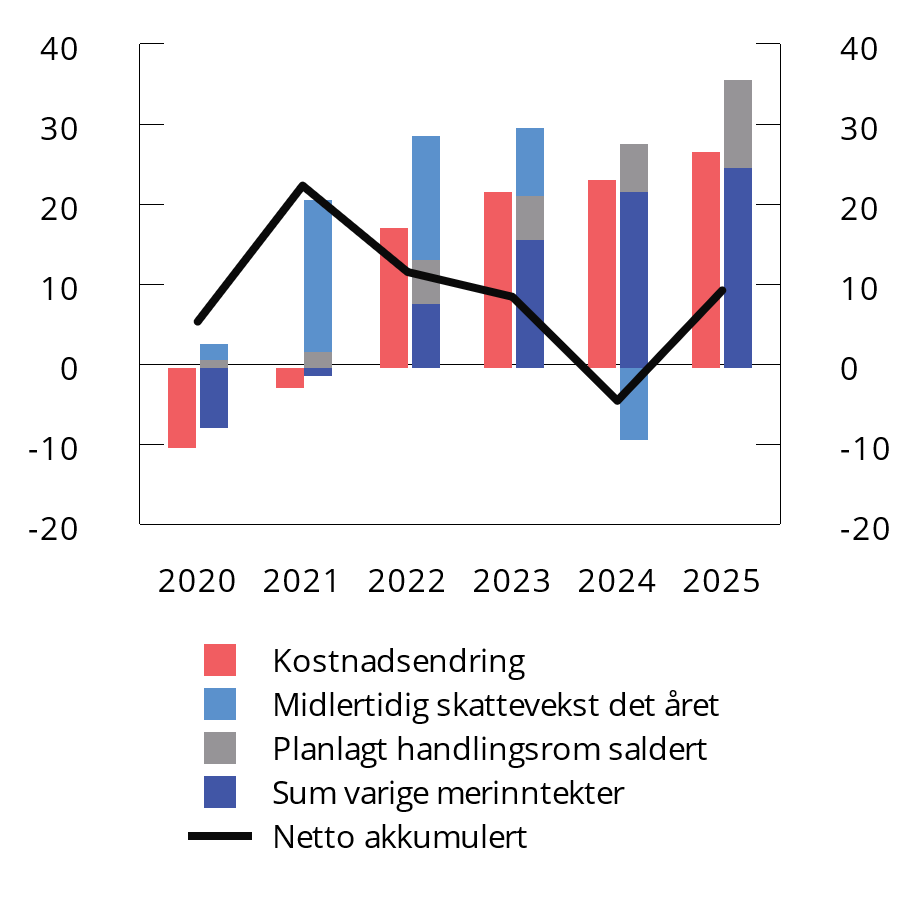 40 40
30 30
20 20
10 10
0 0
-10 -10
-20 -20
2020 2021 2022 2023 2024 2025
Kostnadsendring
Midlertidig skattevekst det året
Planlagt handlingsrom saldert
Sum varige merinntekter
Netto akkumulert